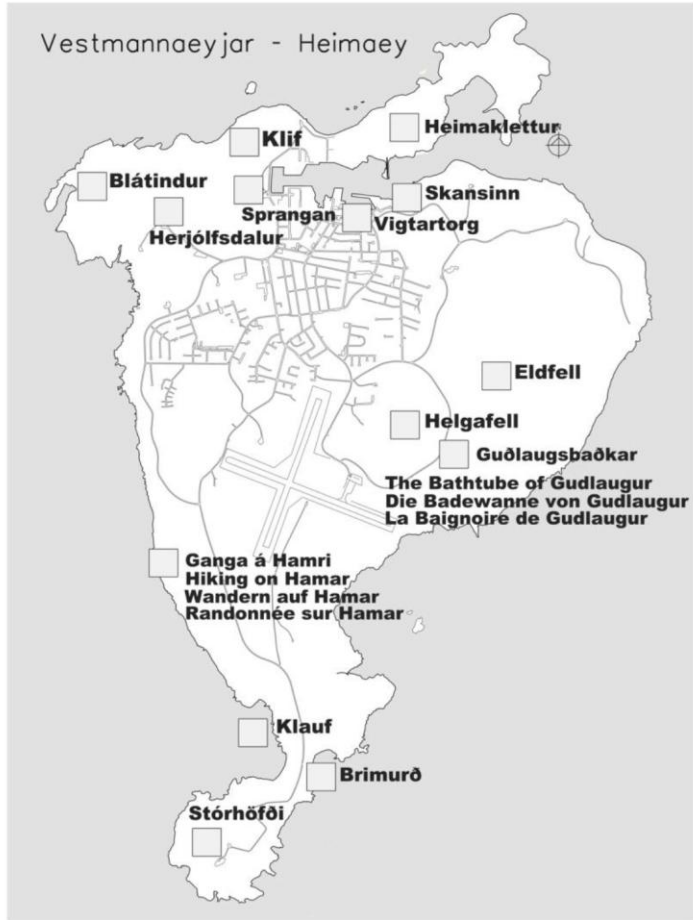 Vestmannaeyjar - Heimaey
Heimaklettur
Klif
Blátindur
Skansinn
Sprangan
Vigtartorg
Herjólfsdalur
Eldfell
Helgafell
Guðlaugsbaðkar
The Bathtube of Gudlaugur
Die Badewanne von Gudlaugur
La Baignoire de Gudlaugur
Ganga á Hamri
Hiking on Hamar
Wandern auf Hamar
Randonnée sur Hamar
Klauf
Brimurð
Stórhöfði